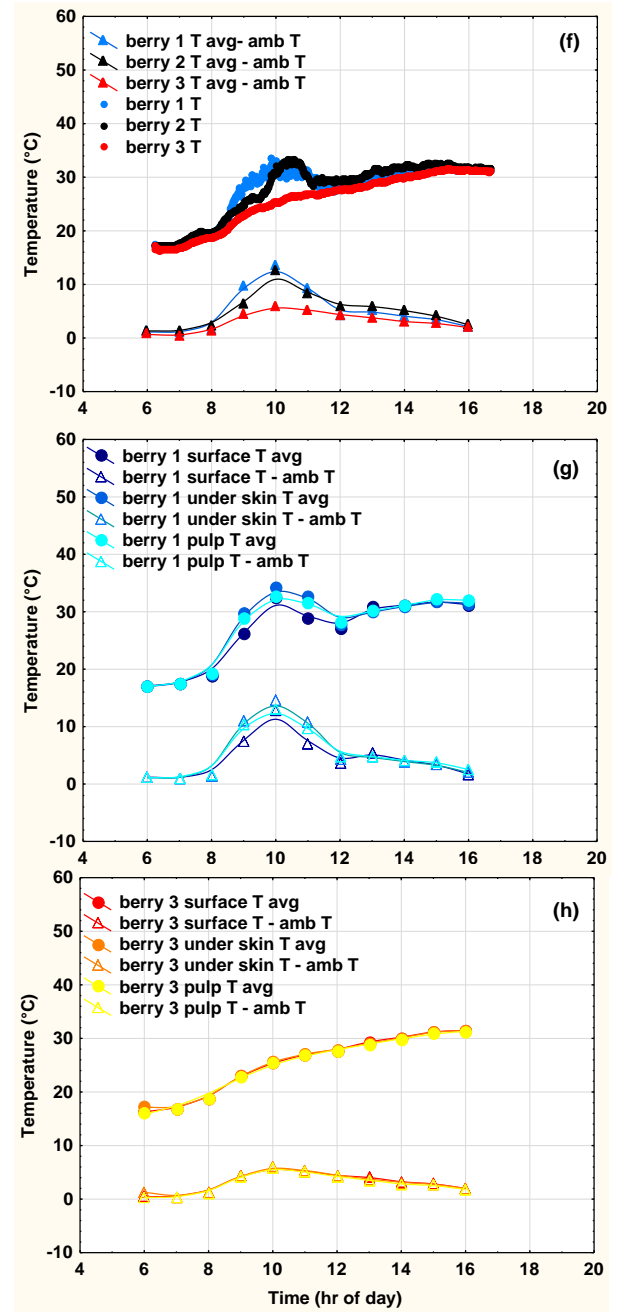 60
berry 1 T avg- amb T
(f)
berry 2 T avg - amb T
50
berry 3 T avg - amb T
berry 1 T
40
berry 2 T
berry 3 T
30
20
10
0
-10
4 6 8 10 12 14 16 18 20
Temperature (°C)
60
berry 1 surface T avg
(g)
berry 1 surface T - amb T
50
berry 1 under skin T avg
berry 1 under skin T - amb T
berry 1 pulp T avg
40
berry 1 pulp T - amb T
30
20
10
0
-10
4 6 8 10 12 14 16 18 20
Temperature (°C)
60
berry 3 surface T avg
(h)
berry 3 surface T - amb T
50
berry 3 under skin T avg
berry 3 under skin T - amb T
berry 3 pulp T avg
40
berry 3 pulp T - amb T
30
20
10
0
-10
4 6 8 10 12 14 16 18 20
Temperature (°C)
Time (hr of day)